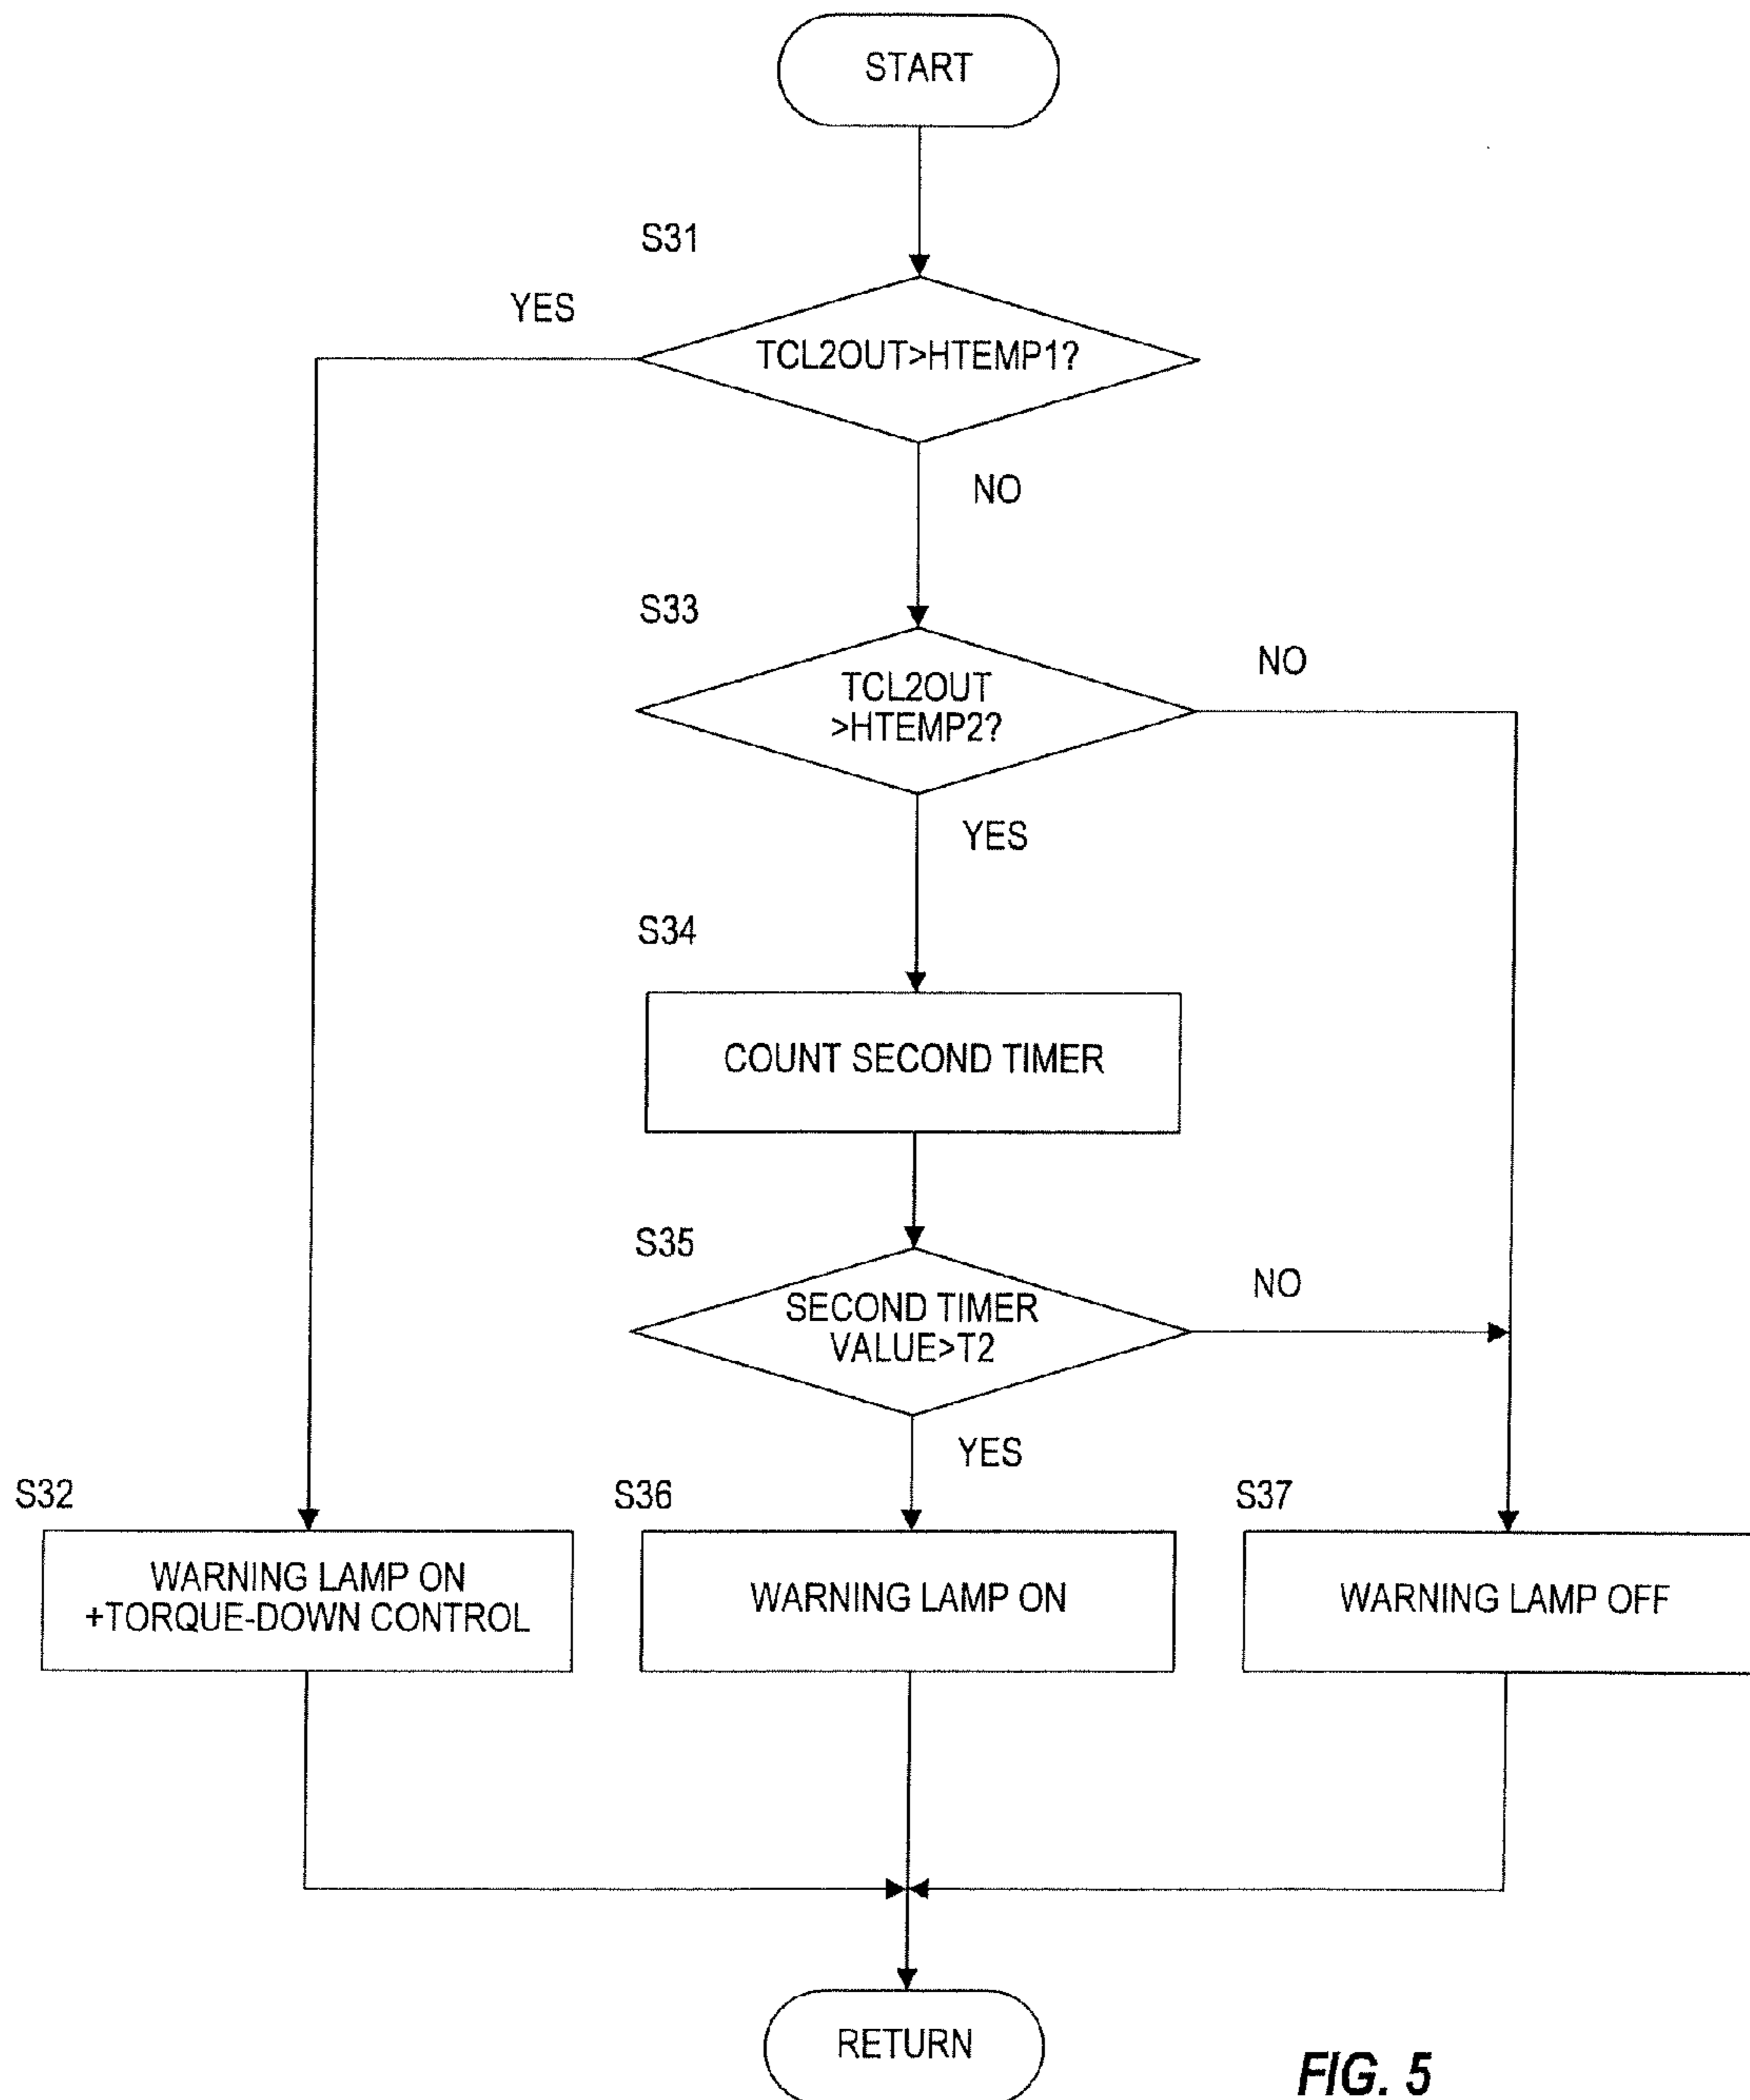 START
S31
YES
TCL2OUT>HTEMP1?
NO
S33
NO
TCL2OUT
>HTEMP2?
YES
S34
COUNT SECOND TIMER
S35
NO
SECOND TIMER
VALUE>T2
YES
S32
S36
S37
WARNING LAMP ON
+TORQUE-DOWN CONTROL
WARNING LAMP ON
WARNING LAMP OFF
RETURN
FIG. 5